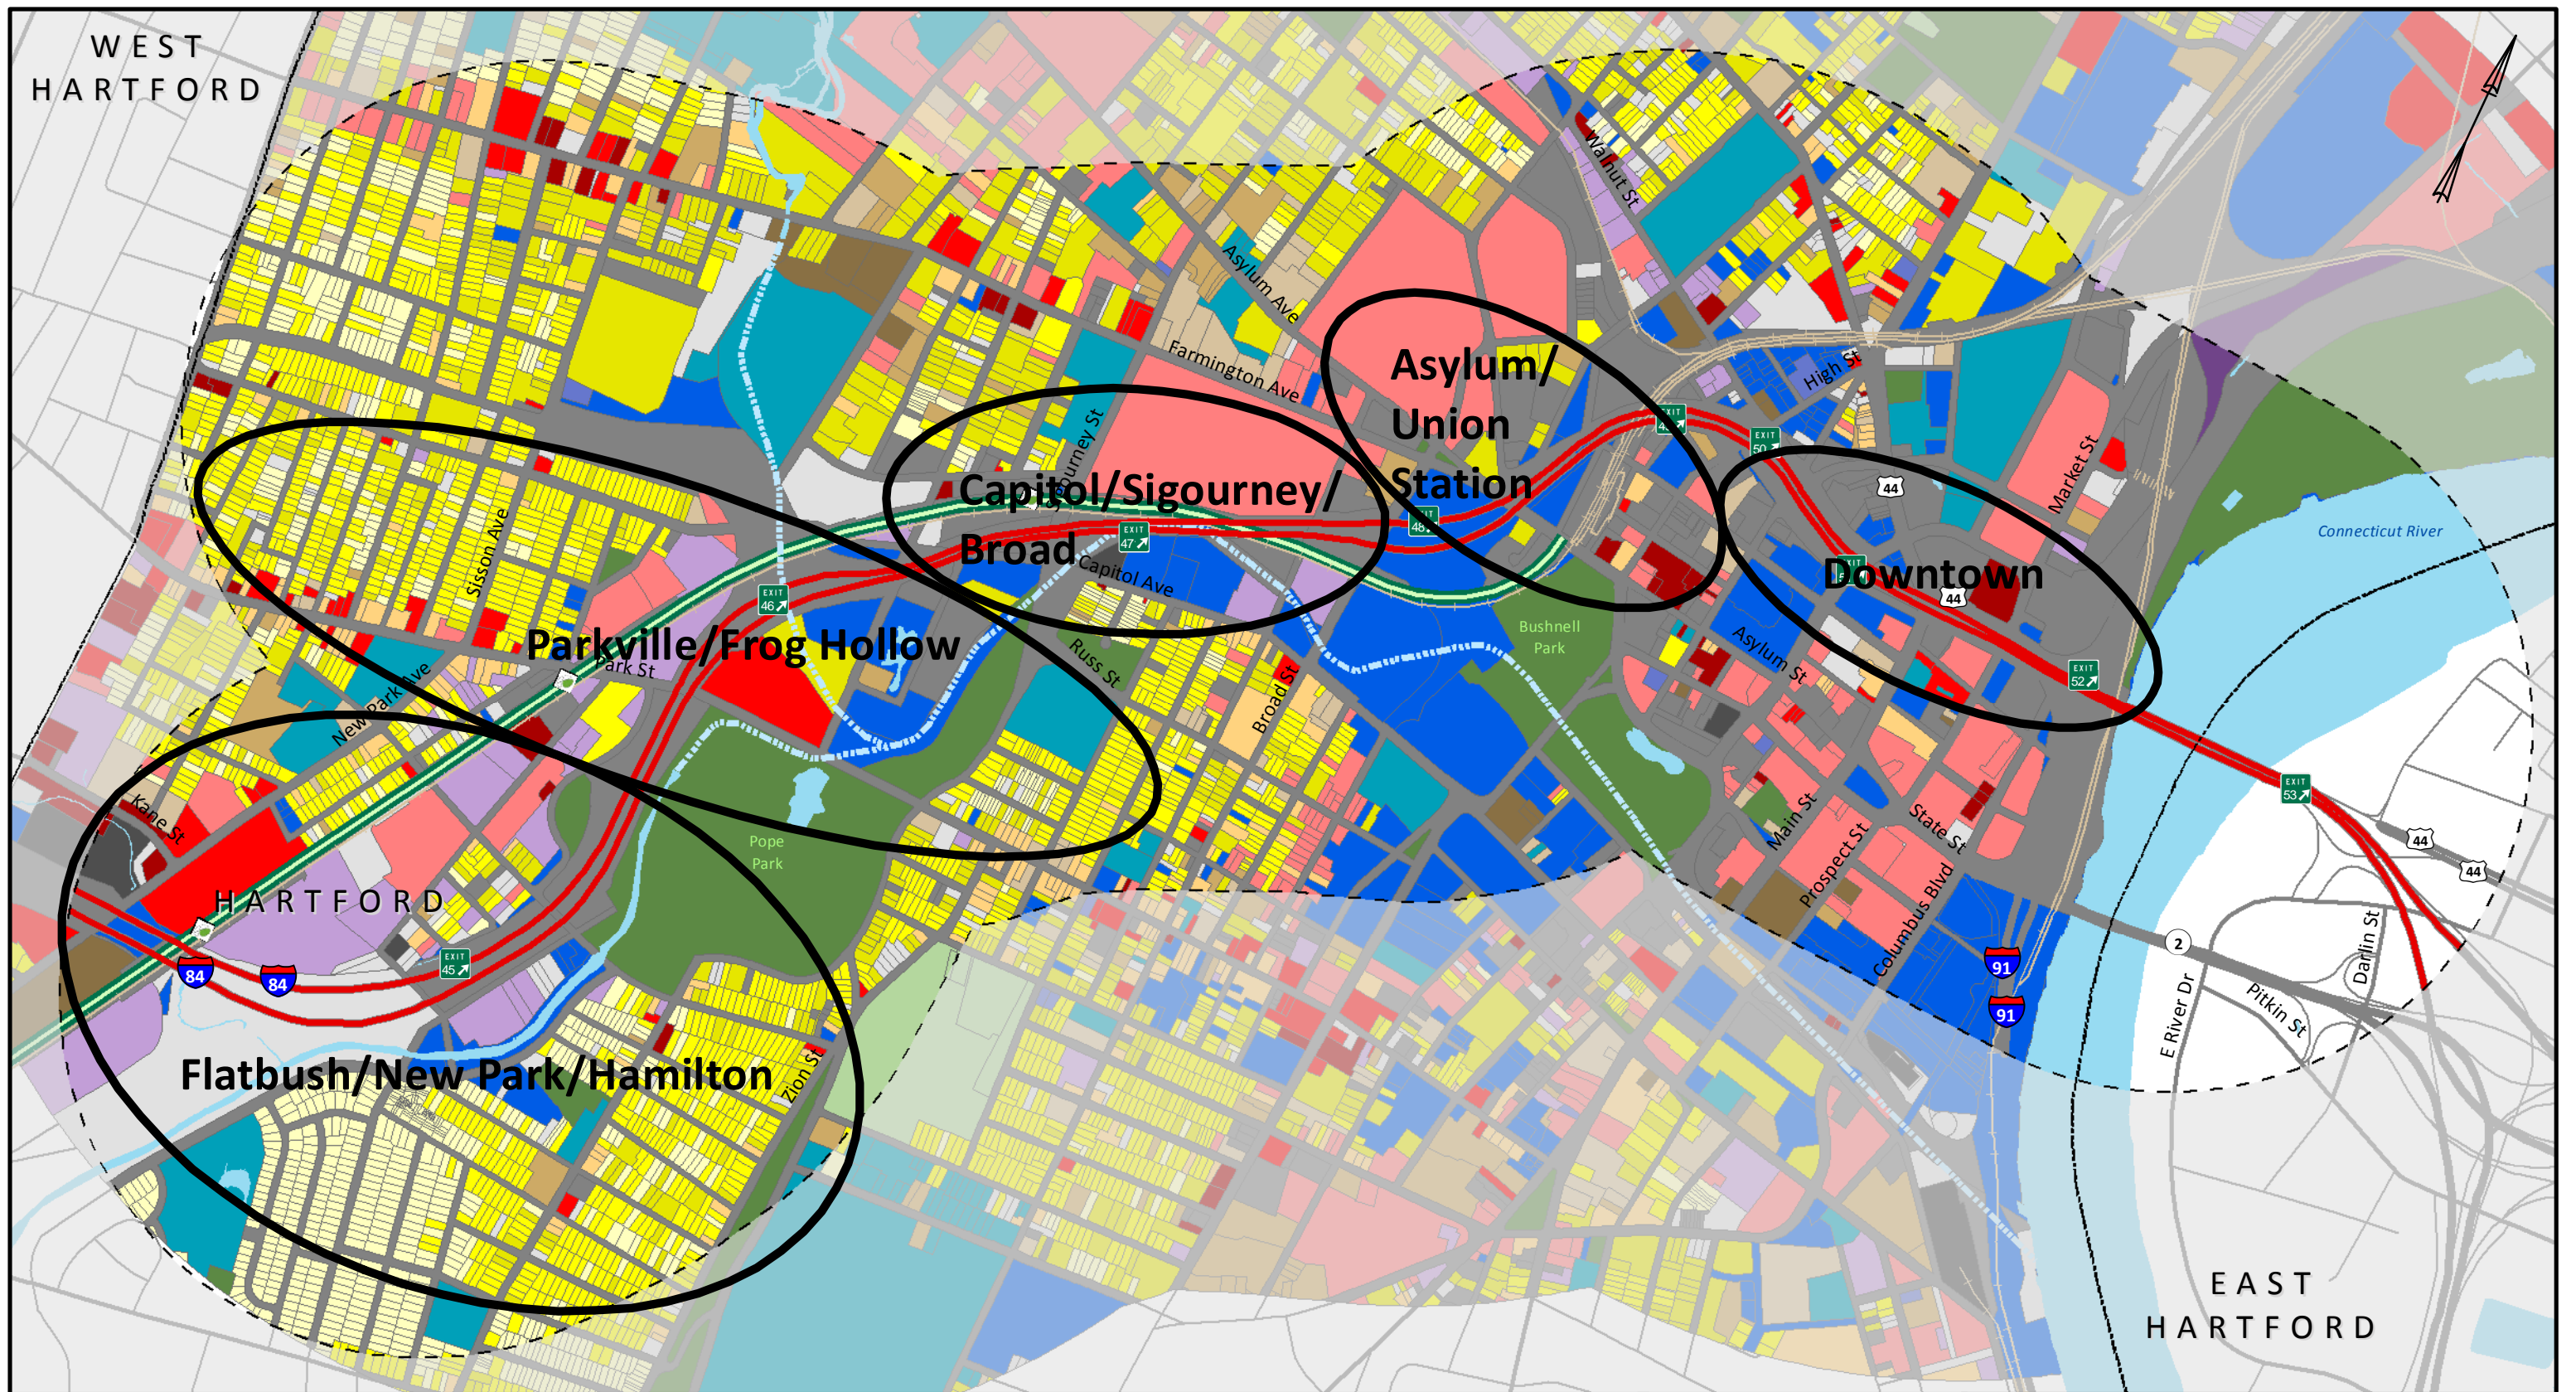 WEST
HARTFORD
Walnut St
Asylum Ave
Farmington Ave
Asylum/
Union
Station
High St
EXIT
50
44
Market St
Connecticut River
Sigourney St
Capitol/Sigourney/
Broad
EXIT
47
EXIT
48
Capitol Ave
Sisson Ave
EXIT
46
Downtown
44
Bushnell
Park
Parkville/Frog Hollow
Park St
Russ St
Asylum St
Broad St
EXIT
52
New Park Ave
EXIT
53
Kane St
Pope
Park
Main St
State St
Prospect St
Columbus Blvd
44
44
HARTFORD
2
Darlin St
EXIT
45
84
84
91
91
E River Dr
Pitkin St
Flatbush/New Park/Hamilton
Zion St
EAST
HARTFORD